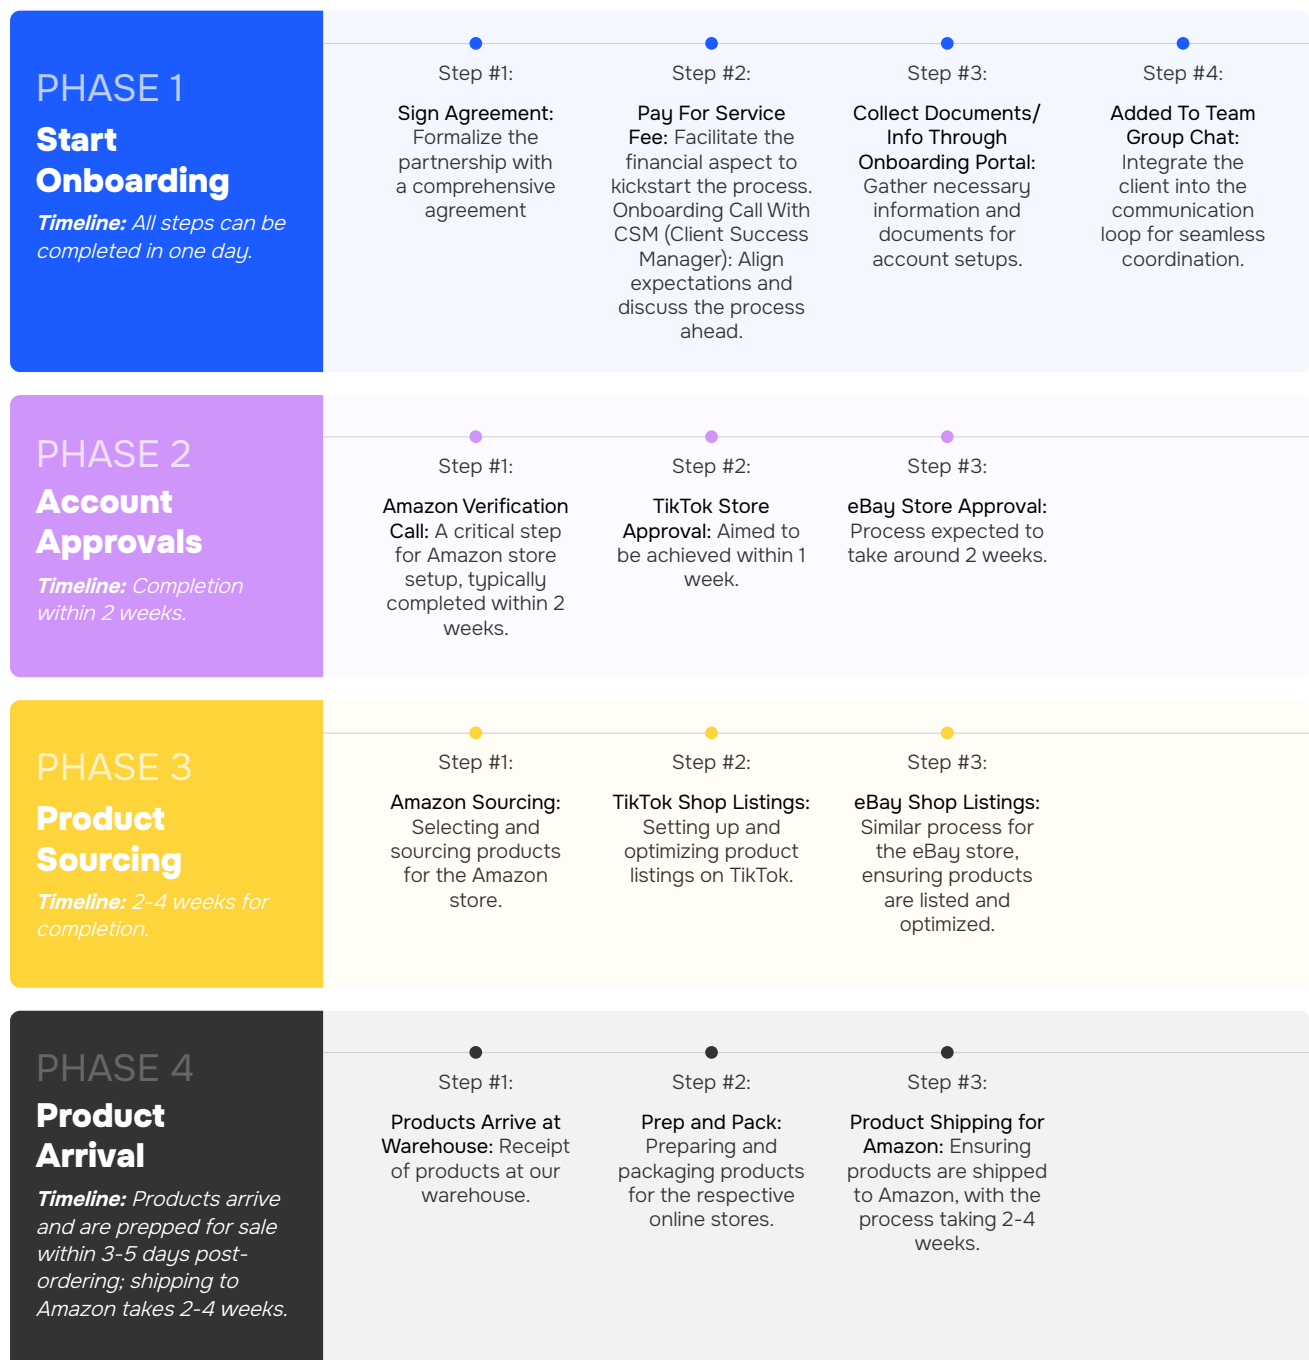 PHASE 1
Start
Onboarding
Timeline: All steps can be
completed in one day.
Step #1:
Sign Agreement:
Formalize the
partnership with
a comprehensive
agreement
Step #2:
Pay For Service
Fee: Facilitate the
financial aspect to
kickstart the process.
Onboarding Call With
CSM (Client Success
Manager): Align
expectations and
discuss the process
ahead.
Step #3:
Collect Documents/
Info Through
Onboarding Portal:
Gather necessary
information and
documents for
account setups.
Step #4:
Added To Team
Group Chat:
Integrate the
client into the
communication
loop for seamless
coordination.
PHASE 2
Account
Approvals
Timeline: Completion
within 2 weeks.
Step #1:
Amazon Verification
Call: A critical step
for Amazon store
setup, typically
completed within 2
weeks.
Step #2:
TikTok Store
Approval: Aimed to
be achieved within 1
week.
Step #3:
eBay Store Approval:
Process expected to
take around 2 weeks.
PHASE 3
Product
Sourcing
Timeline: 2-4 weeks for
completion.
Step #1:
Amazon Sourcing:
Selecting and
sourcing products
for the Amazon
store.
Step #2:
TikTok Shop Listings:
Setting up and
optimizing product
listings on TikTok.
Step #3:
eBay Shop Listings:
Similar process for
the eBay store,
ensuring products
are listed and
optimized.
PHASE 4
Product
Arrival
Timeline: Products arrive
and are prepped for sale
within 3-5 days post-
ordering; shipping to
Amazon takes 2-4 weeks.
Step #1:
Products Arrive at
Warehouse: Receipt
of products at our
warehouse.
Step #2:
Prep and Pack:
Preparing and
packaging products
for the respective
online stores.
Step #3:
Product Shipping for
Amazon: Ensuring
products are shipped
to Amazon, with the
process taking 2-4
weeks.